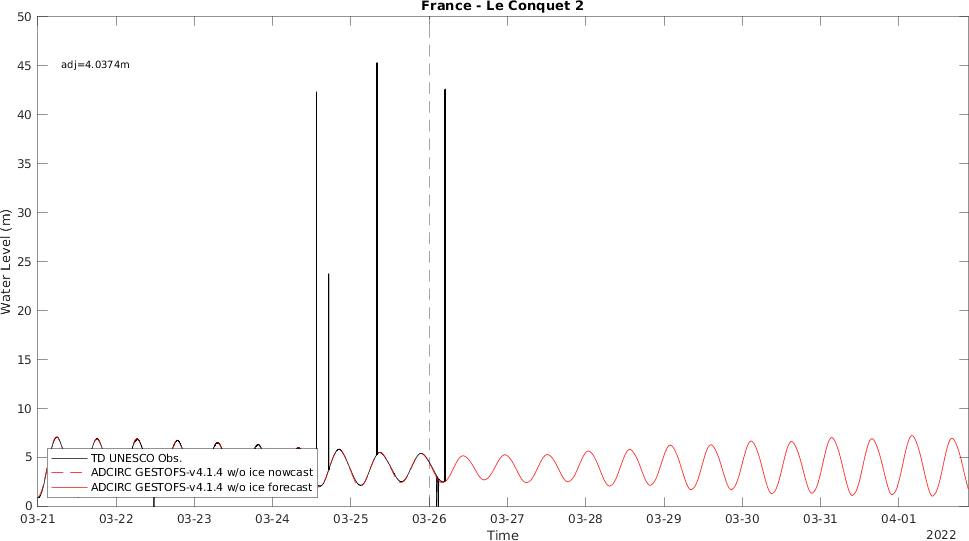 France - Le Conquet 2
50
45
40
35
30
25
20
15
10
5
0
Water Level (m)
adj=4.0374m
TD UNESCO Obs.
ADCIRC GESTOFS-v4.1.4 w/o ice nowcast
ADCIRC GESTOFS-v4.1.4 w/o ice forecast
03-21 03-22 03-23 03-24 03-25 03-26 03-27 03-28 03-29 03-30 03-31 04-01
Time
2022